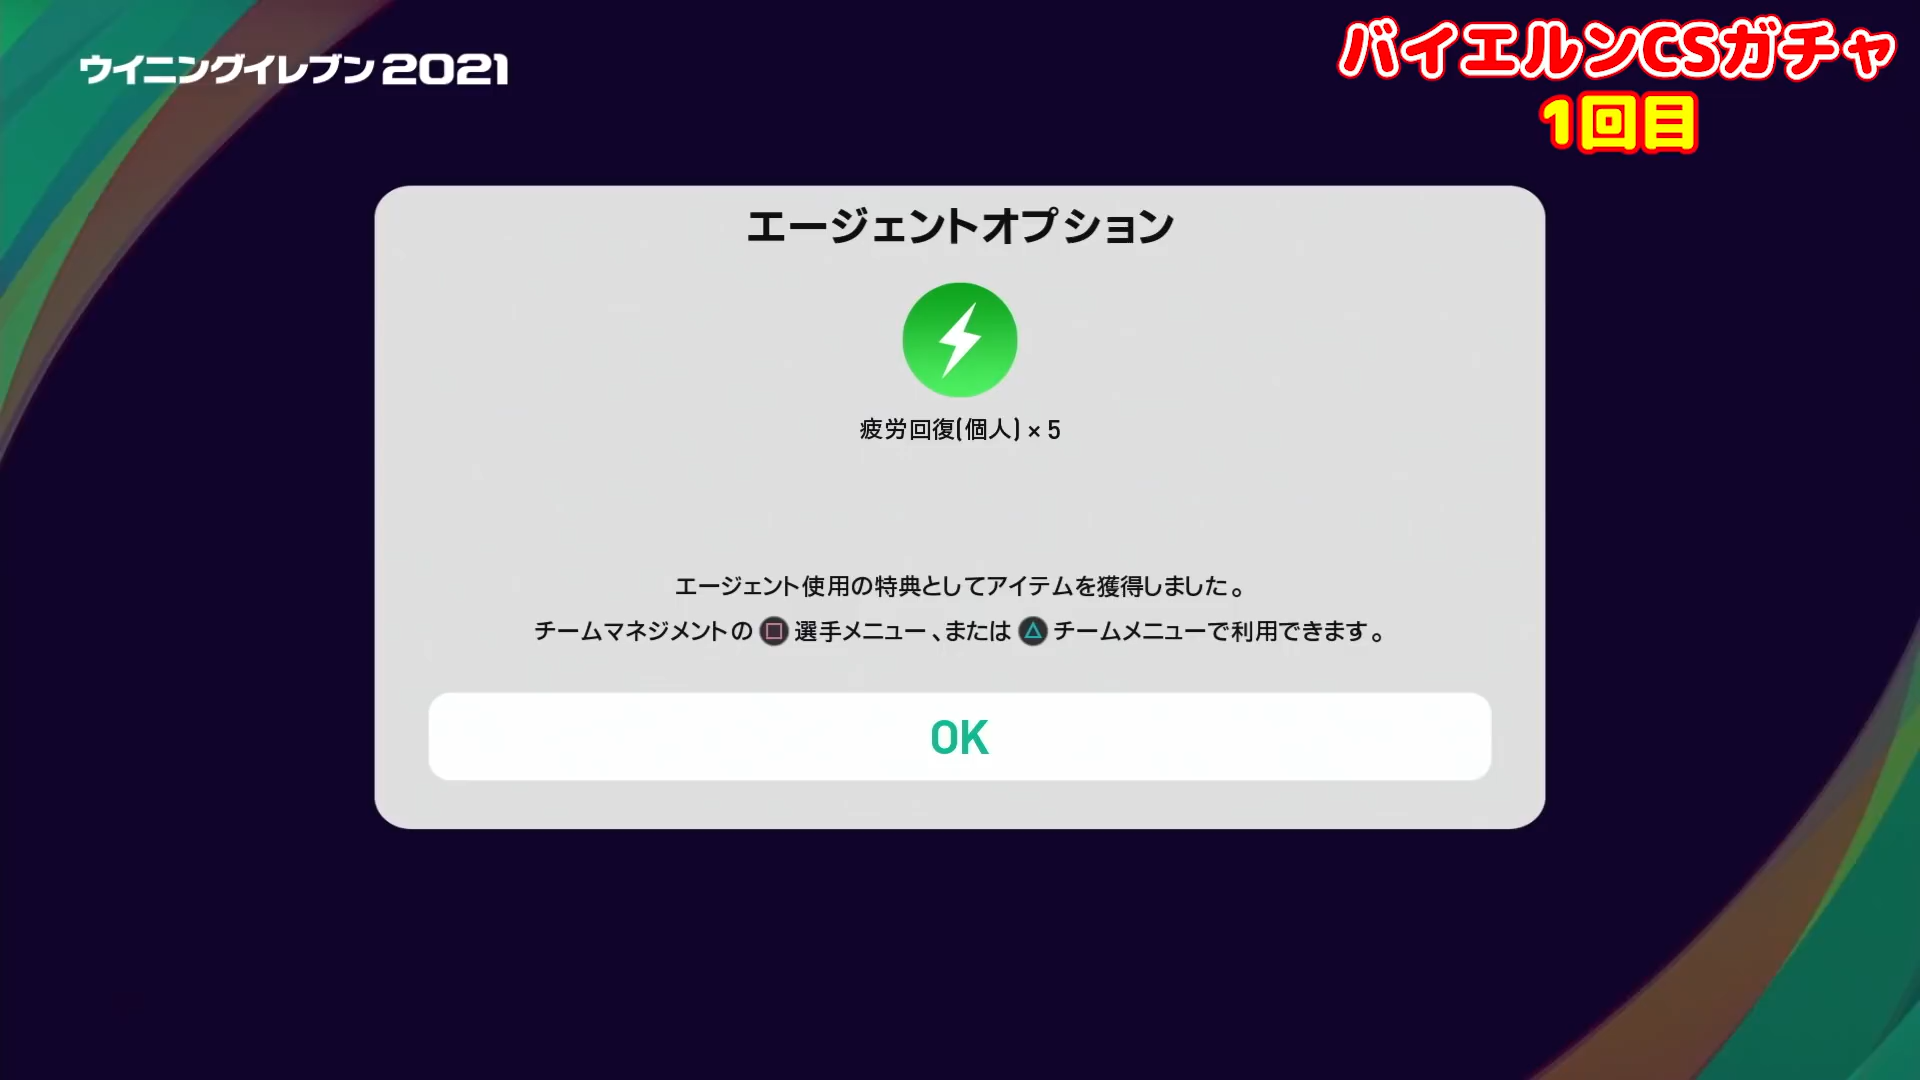 ウイニングイレブン 2021
バイエルンCSガチャ
1回目
エージェントオプション
疲労回復(個人) × 5
エージェント使用の特典としてアイテムを獲得しました。
チームマネジメントの 選手メニュー、または チームメニューで利用できます。
OK